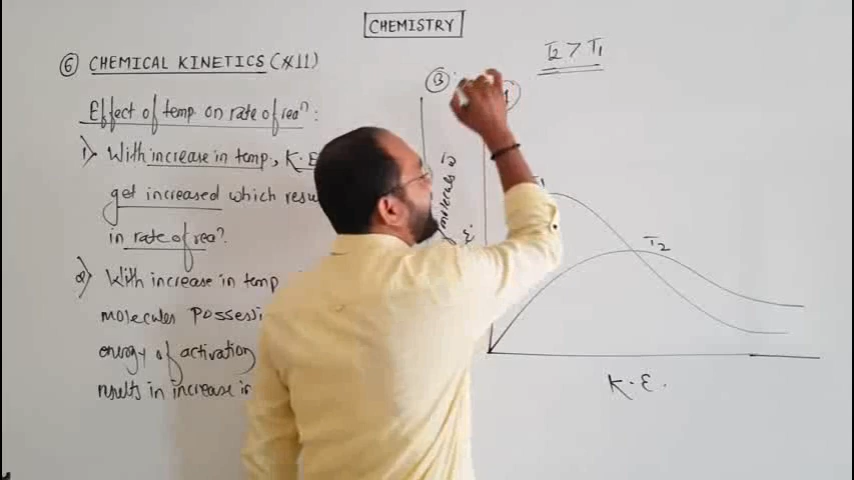 CHEMISTRY
⑥ CHEMICAL KINETICS (XII)
Effect of temp. on rate of reaⁿ:
1) With increase in temp, K.E
get increased which resu
in rate of reaⁿ.
2) With increase in temp
molecules possessi
energy of activation
results in increase in
③
T₂ > T₁
molecules
T₂
K.E.